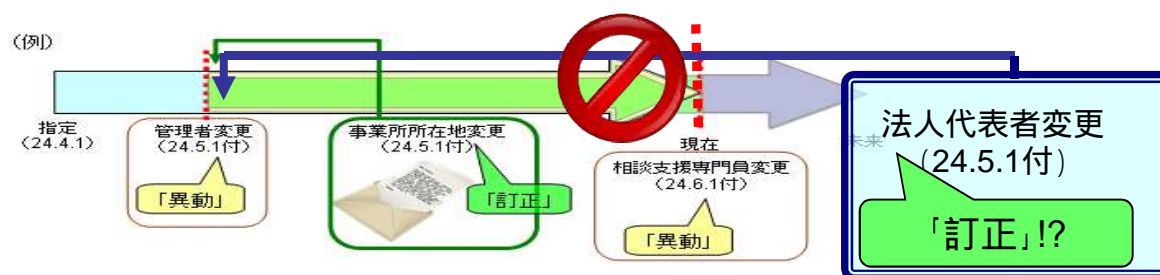 (例)
指定
(24.4.1)
管理者変更
(24.5.1付)
「異動」
事業所所在地変更
(24.5.1付)
「訂正」
現在
相談支援専門員変更
(24.6.1付)
「異動」
未来
法人代表者変更
(24.5.1付)
「訂正」!?